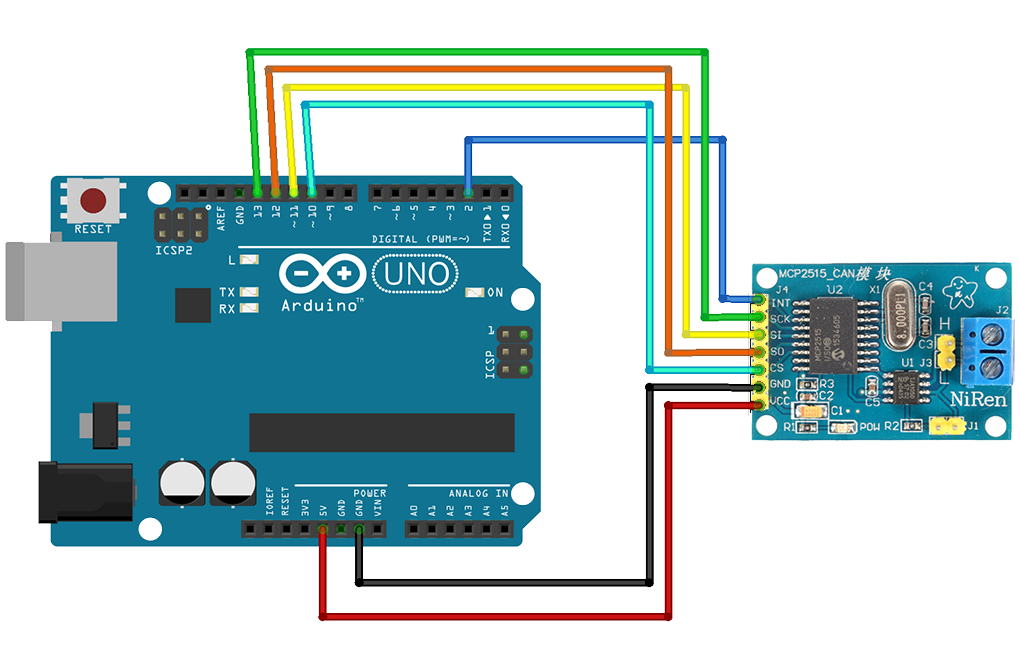 RESET
ICSP2
AREF
GND
13
12
~11
~10
~9
8
7
~6
~5
4
~3
2
TX0▶1
RX0◀0
DIGITAL (PWM=~)
L
TX
RX
UNO
Arduino™
ON
1
ICSP
IOREF
RESET
3V3
5V
GND
GND
VIN
POWER
ANALOG IN
A0
A1
A2
A3
A4
A5
MCP2515_CAN模块
J4
U2
X1
C4
K
J2
INT
SCK
SI
SO
CS
GND
VCC
MCP2515
8.000PL1
C3
H
J3
L
U1
R3
C2
C1
C5
R1
POW
R2
J1
NiRen